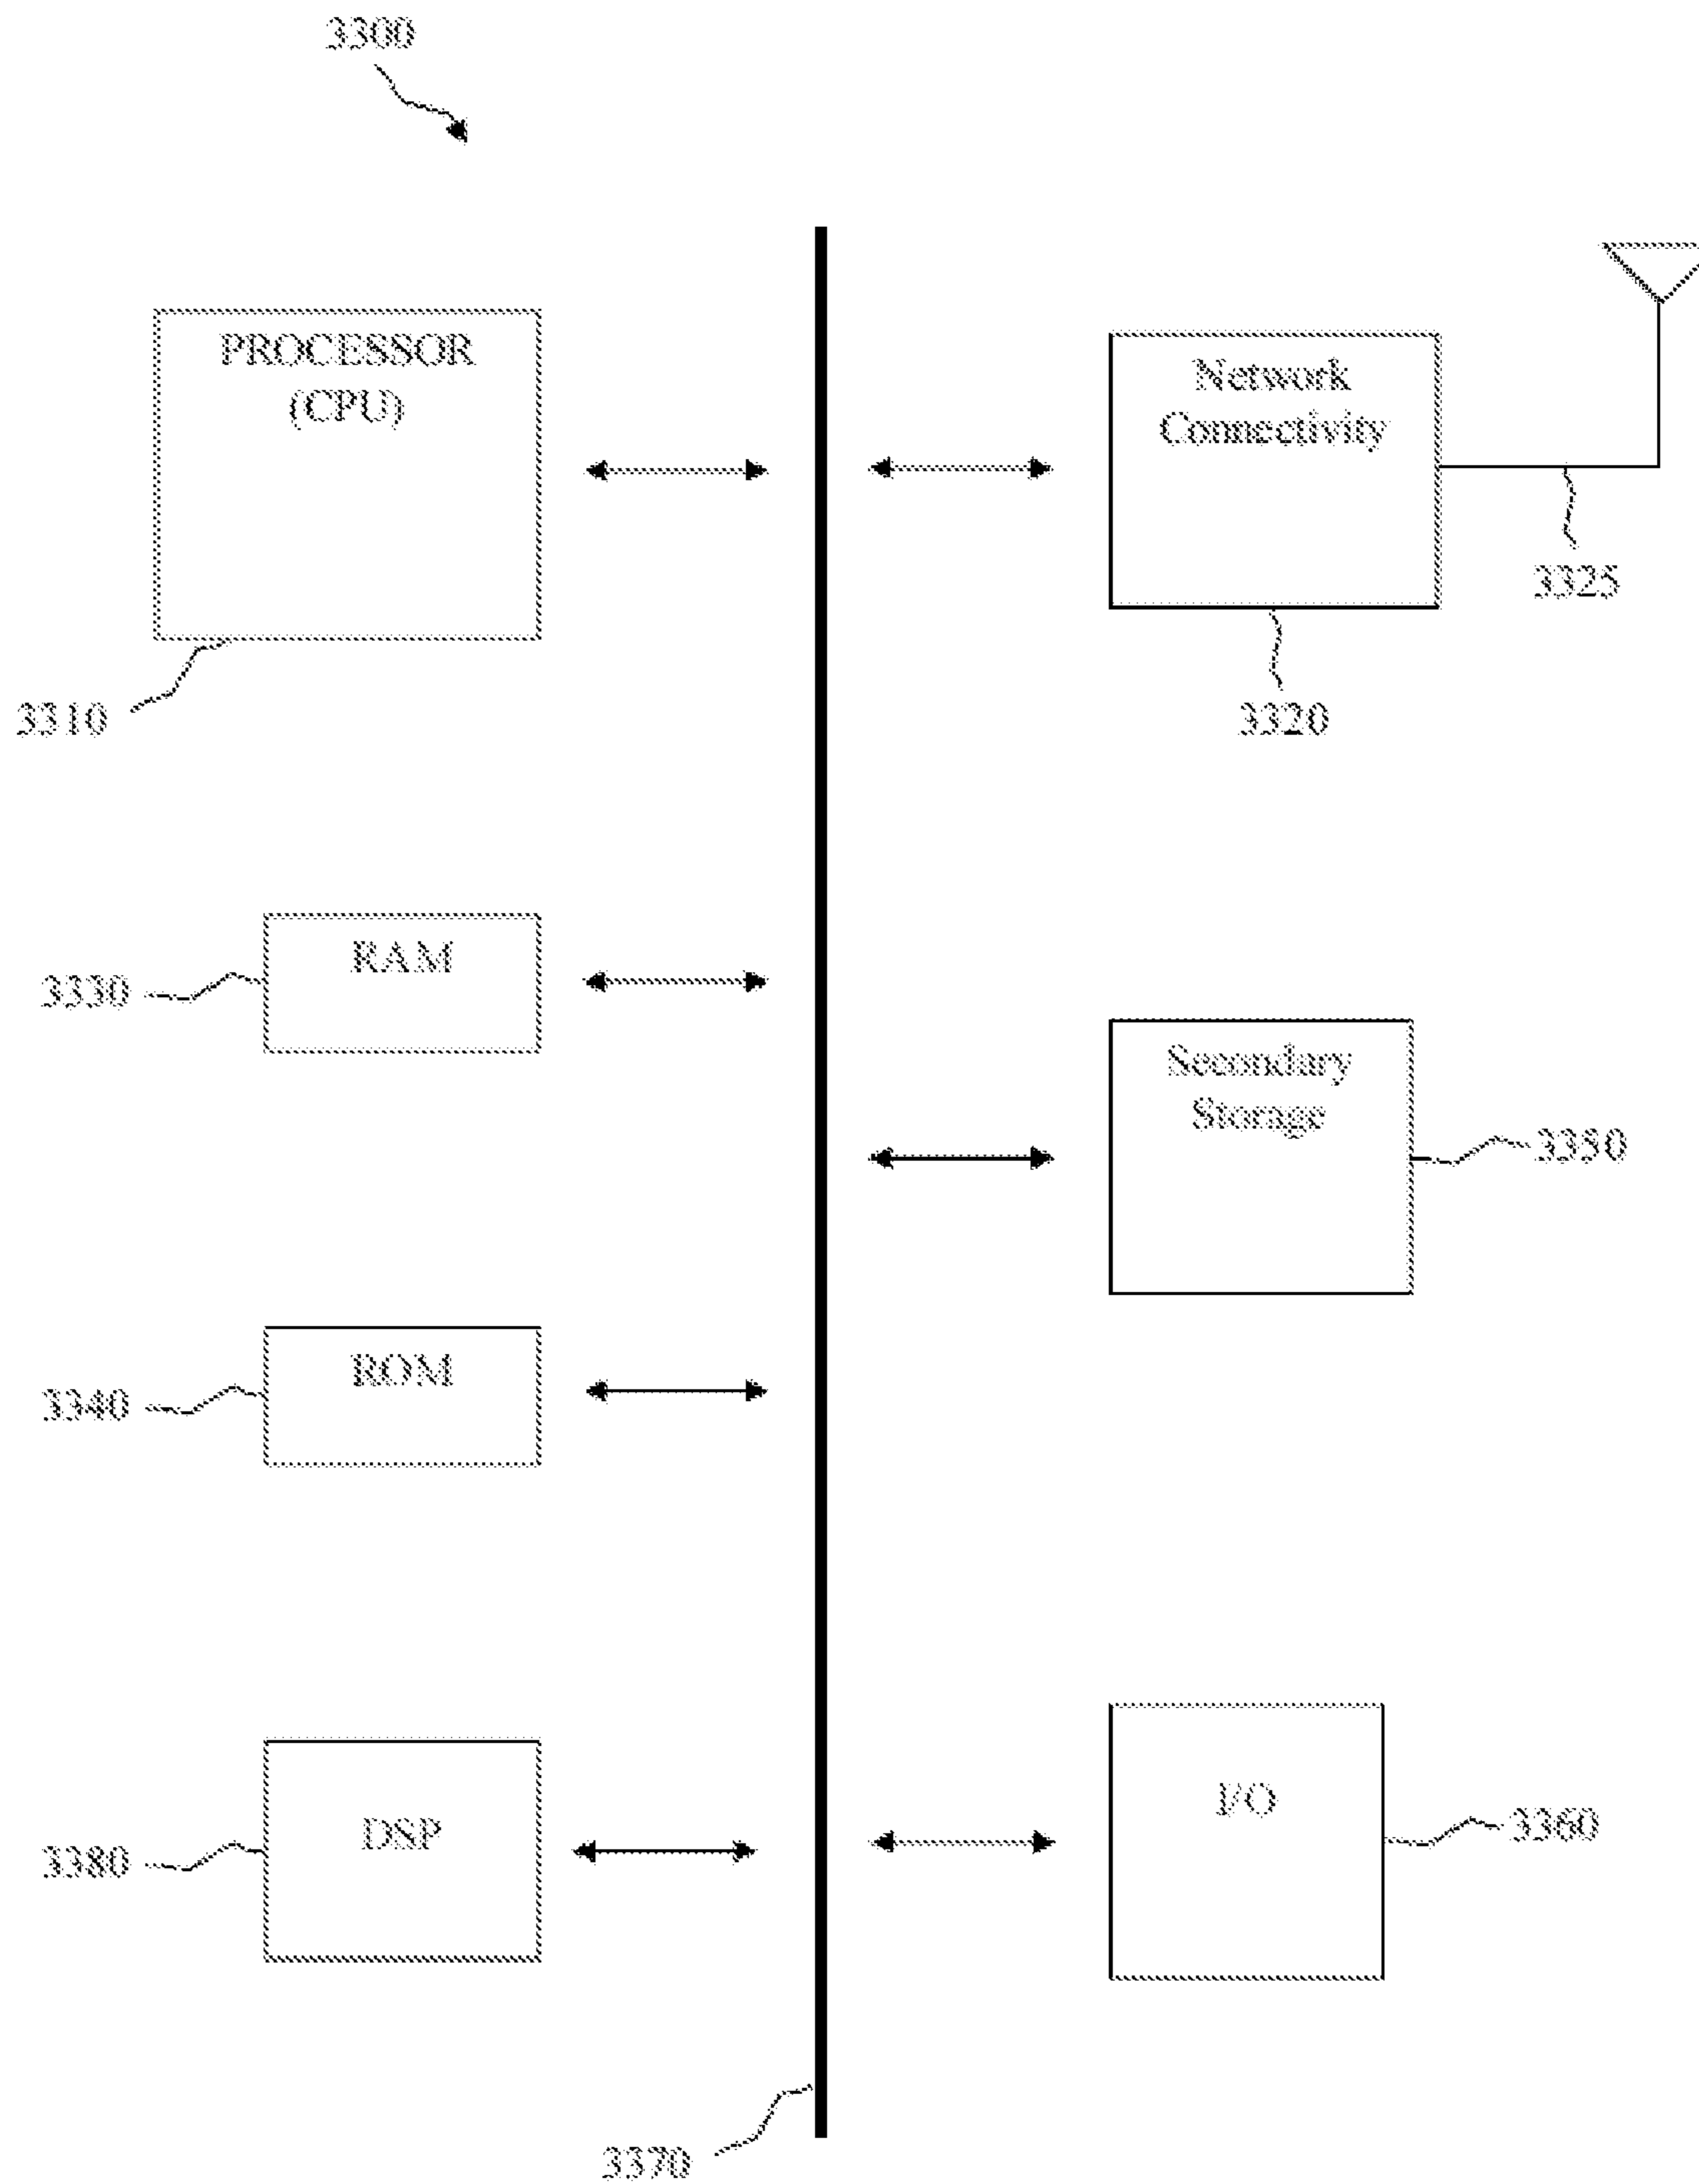 3300
PROCESSOR
(CPU)
3310
Network
Connectivity
3325
3320
RAM
3330
Secondary
Storage
3350
ROM
3340
DSP
3380
I/O
3360
3370